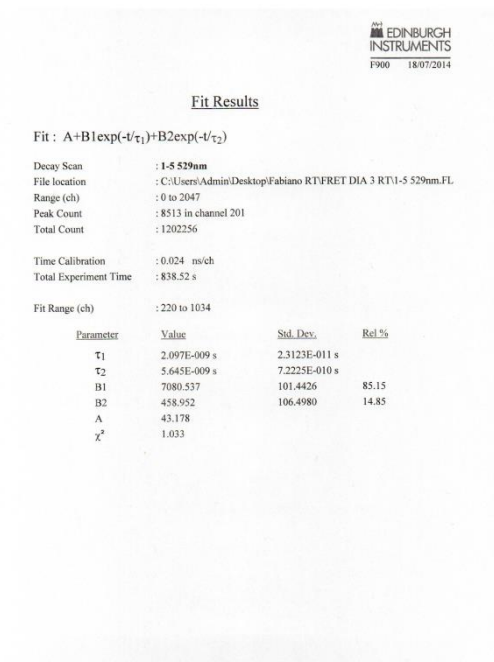 EDINBURGH
INSTRUMENTS
F900 18/07/2014
Fit Results
Fit : A+B1exp(-t/τ1)+B2exp(-t/τ2)
Decay Scan : 1-5 529nm
File location : C:\Users\Admin\Desktop\Fabiano RT\FRET DIA 3 RT\1-5 529nm.FL
Range (ch) : 0 to 2047
Peak Count : 8513 in channel 201
Total Count : 1202256
Time Calibration : 0.024 ns/ch
Total Experiment Time : 838.52 s
Fit Range (ch) : 220 to 1034
Parameter Value Std. Dev. Rel %
τ1 2.097E-009 s 2.3123E-011 s
τ2 5.645E-009 s 7.2225E-010 s
B1 7080.537 101.4426 85.15
B2 458.952 106.4980 14.85
A 43.178
χ² 1.033